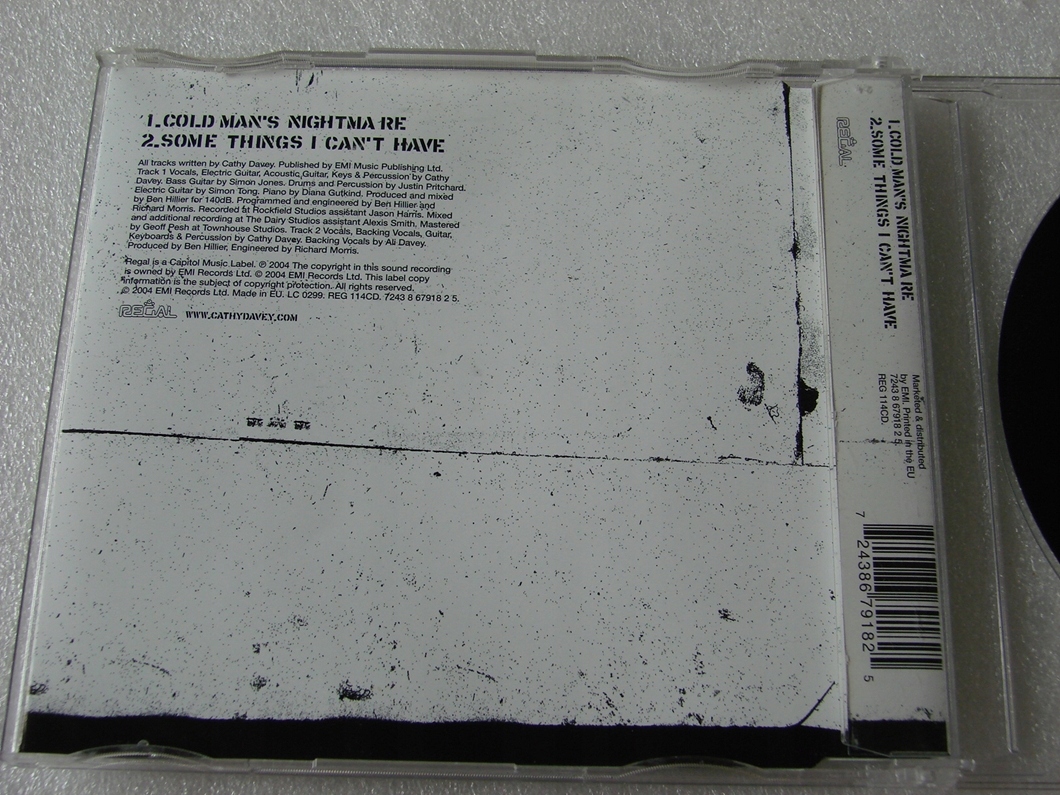 1.COLD MAN'S NIGHTMARE
2.SOME THINGS I CAN'T HAVE
All tracks written by Cathy Davey. Published by EMI Music Publishing Ltd.
Track 1 Vocals, Electric Guitar, Acoustic Guitar, Keys & Percussion by Cathy
Davey. Bass Guitar by Simon Jones. Drums and Percussion by Justin Pritchard.
Electric Guitar by Simon Tong. Piano by Diana Gutkind. Produced and mixed
by Ben Hillier for 140dB. Programmed and engineered by Ben Hillier and
Richard Morris. Recorded at Rockfield Studios assistant Jason Harris. Mixed
and additional recording at The Dairy Studios assistant Alexis Smith. Mastered
by Geoff Pesh at Townhouse Studios. Track 2 Vocals, Backing Vocals, Guitar,
Keyboards & Percussion by Cathy Davey. Backing Vocals by Ali Davey.
Produced by Ben Hillier, Engineered by Richard Morris.
Regal is a Capitol Music Label. ℗ 2004 The copyright in this sound recording
is owned by EMI Records Ltd. © 2004 EMI Records Ltd. This label copy
information is the subject of copyright protection. All rights reserved.
© 2004 EMI Records Ltd. Made in EU. LC 0299. REG 114CD. 7243 8 67918 2 5.
REGAL WWW.CATHYDAVEY.COM
REGAL
1.COLD MAN'S NIGHTMARE
2.SOME THINGS I CAN'T HAVE
Marketed & distributed
by EMI. Printed in the EU
7243 8 67918 2 5.
REG 114CD.
7 24386 79182 5